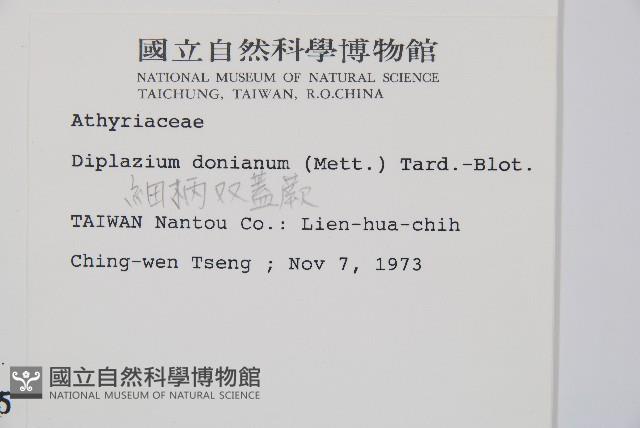 國立自然科學博物館
NATIONAL MUSEUM OF NATURAL SCIENCE
TAICHUNG, TAIWAN, R.O.CHINA
Athyriaceae
Diplazium donianum (Mett.) Tard.-Blot.
細柄双蓋蕨
TAIWAN Nantou Co.: Lien-hua-chih
Ching-wen Tseng ; Nov 7, 1973
國立自然科學博物館
NATIONAL MUSEUM OF NATURAL SCIENCE
5